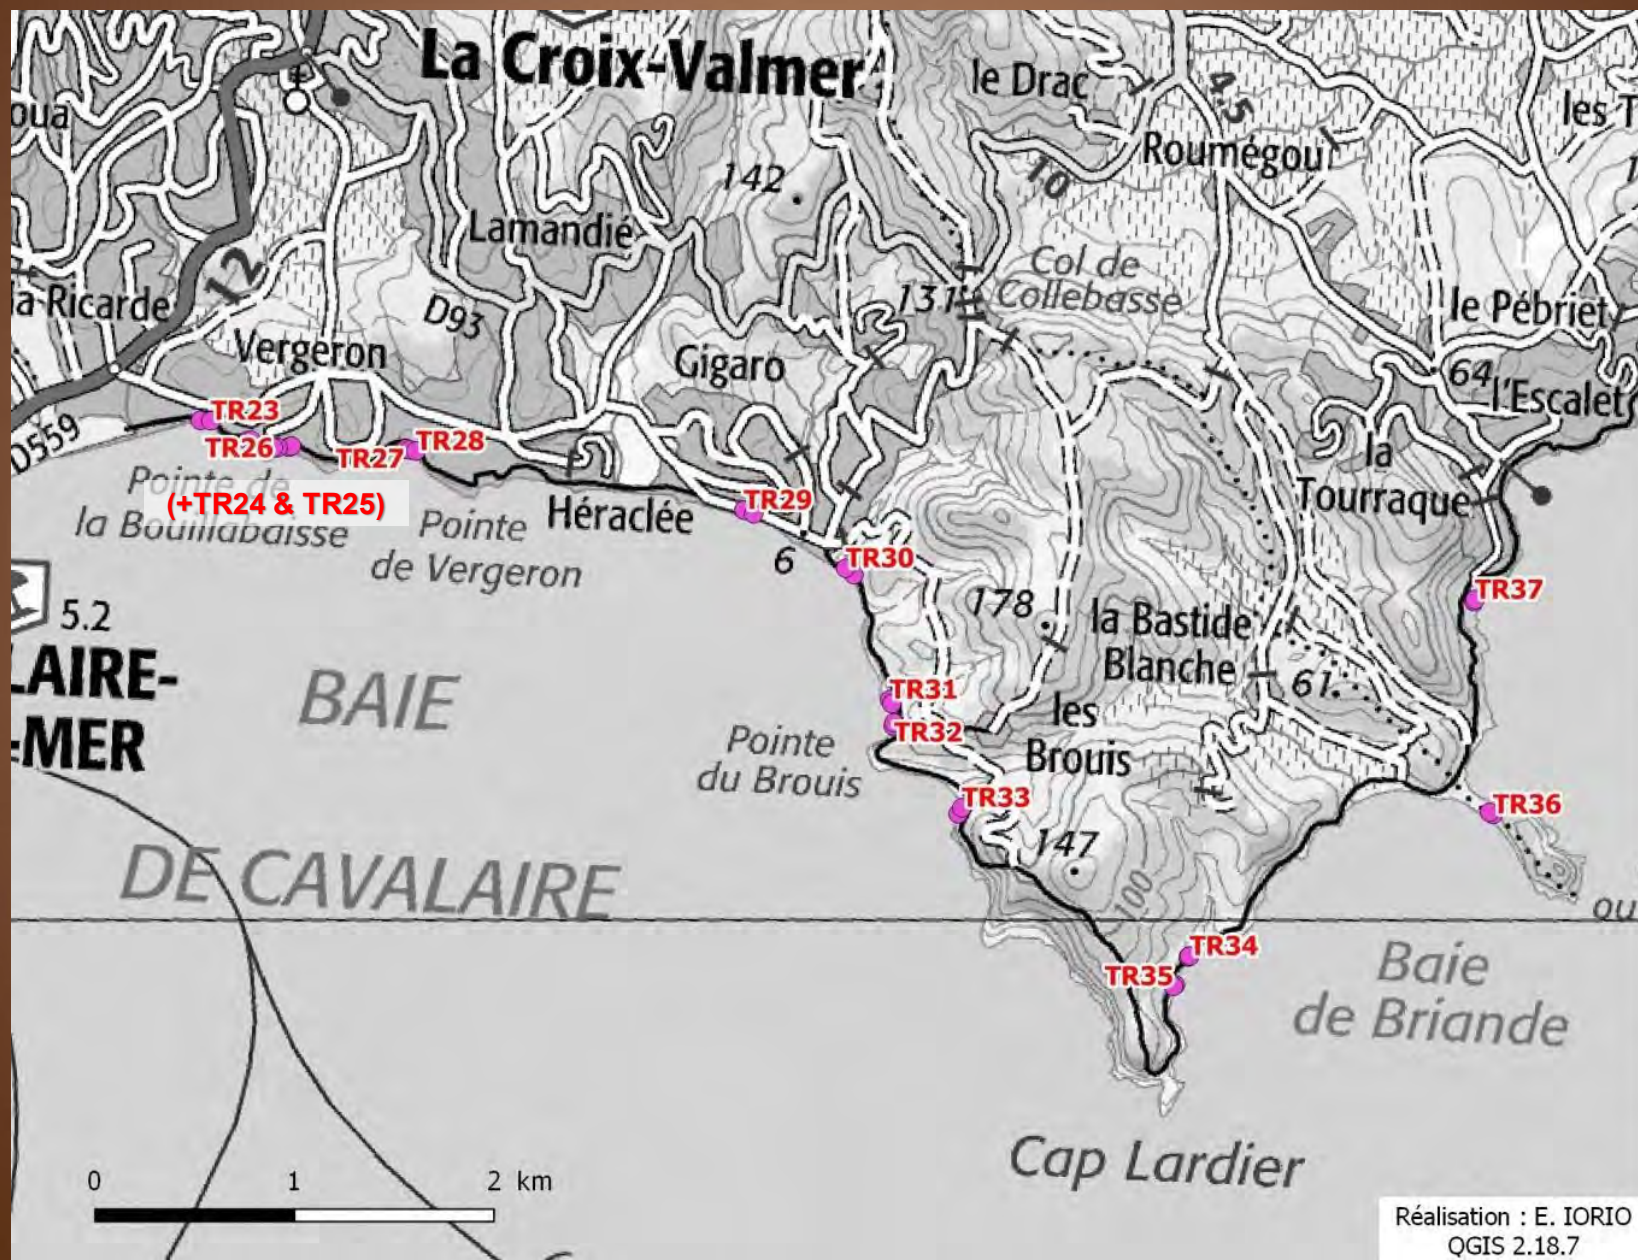 La Croix-Valmer
le Drac
4.5
les T
oua
Roumégou
142
10
Lamandié
Col de
Collebasse
131
12
la Ricarde
D93
le Pébriet
Vergeron
Gigaro
64
l'Escalet
TR23
D559
TR26
TR27
TR28
la
Tourraque
Pointe de
la Bouillabaisse
(+TR24 & TR25)
Pointe
de Vergeron
Héraclée
TR29
6
TR30
TR37
178
la Bastide
Blanche
61
5.2
LAIRE-
-MER
BAIE
DE CAVALAIRE
TR31
TR32
les
Brouis
Pointe
du Brouis
TR33
TR36
147
100
ou
TR34
TR35
Baie
de Briande
Cap Lardier
0 1 2 km
Réalisation : E. IORIO
QGIS 2.18.7